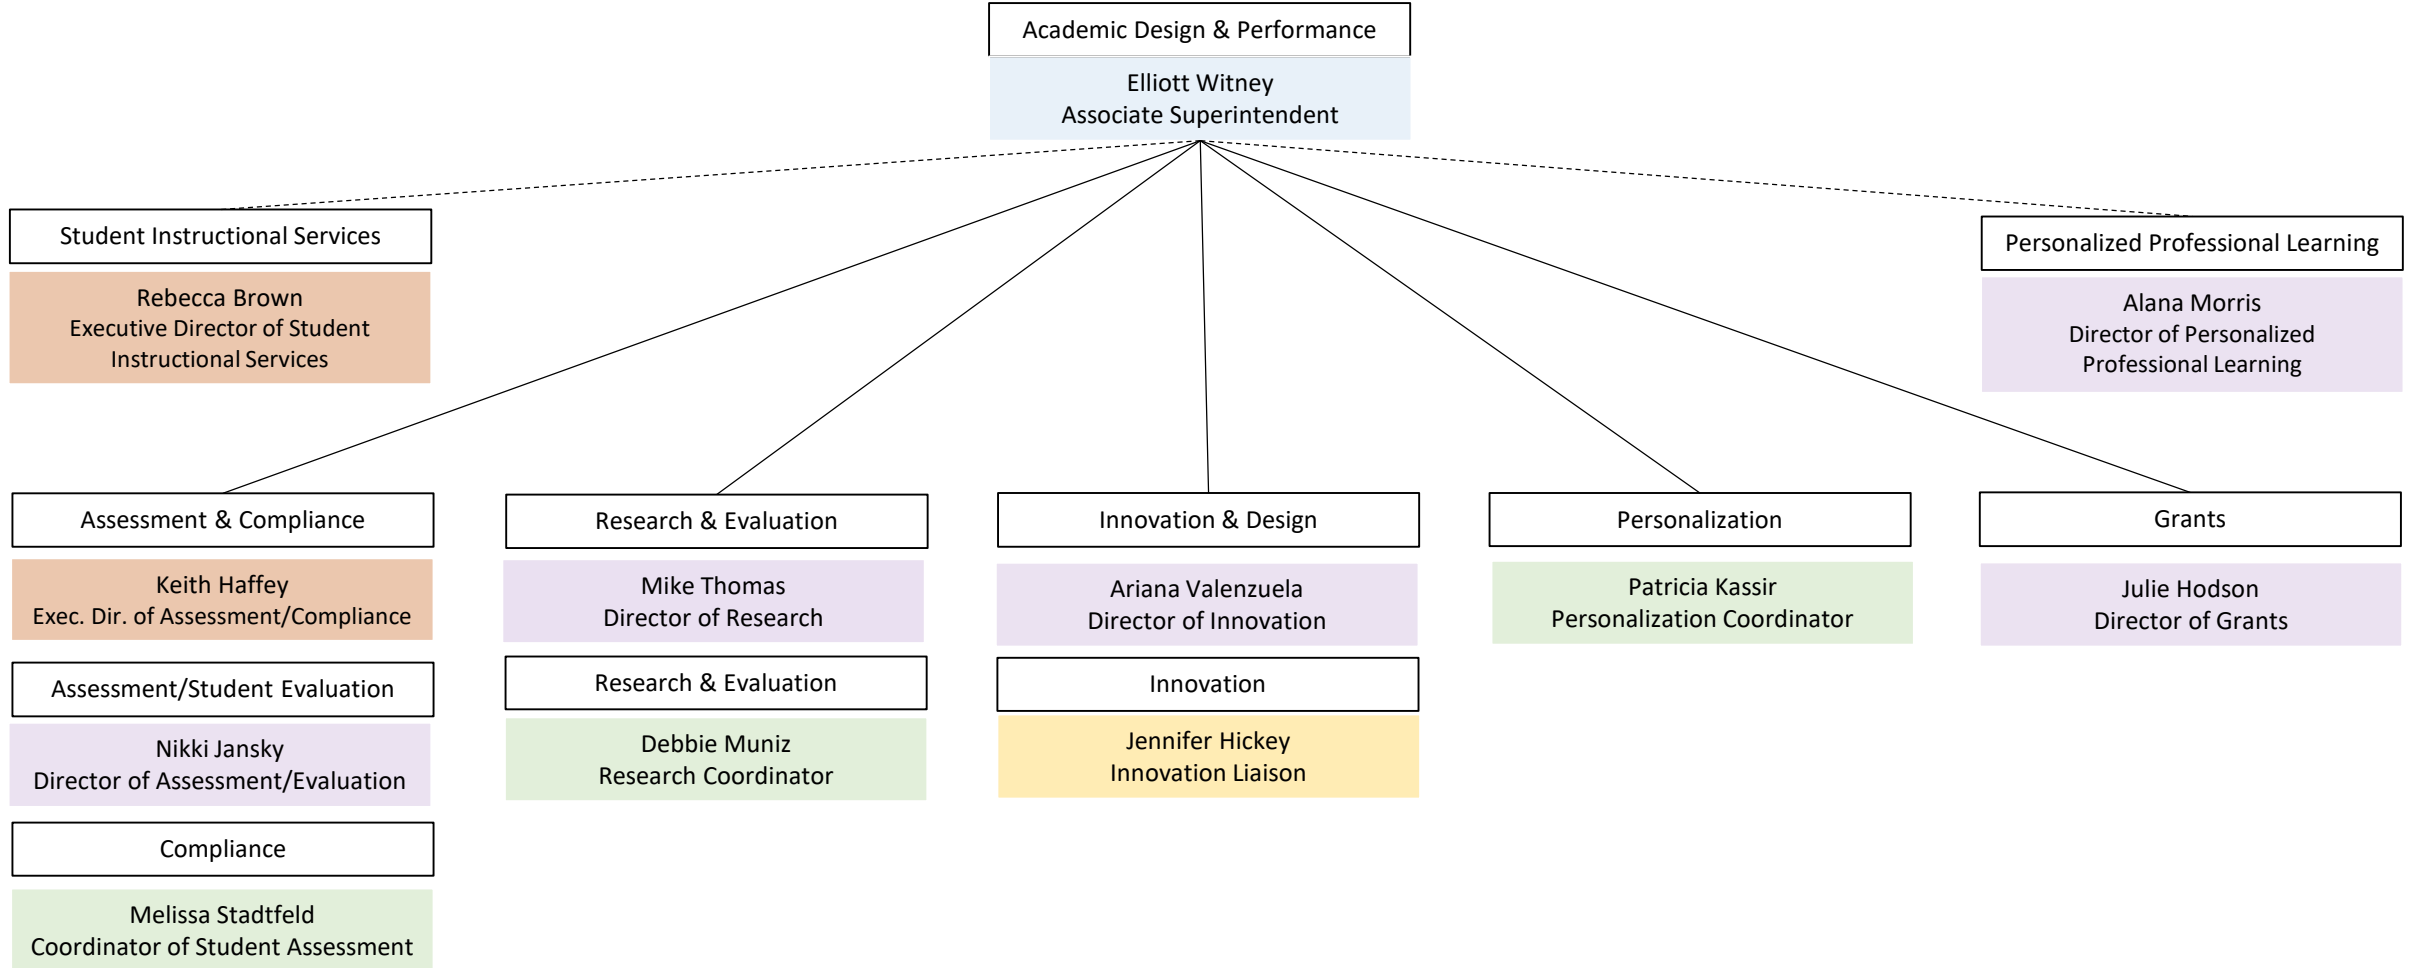 Academic Design & Performance
Elliott Witney
Associate Superintendent
Student Instructional Services
Rebecca Brown
Executive Director of Student
Instructional Services
Personalized Professional Learning
Alana Morris
Director of Personalized
Professional Learning
Assessment & Compliance
Keith Haffey
Exec. Dir. of Assessment/Compliance
Assessment/Student Evaluation
Nikki Jansky
Director of Assessment/Evaluation
Compliance
Melissa Stadtfeld
Coordinator of Student Assessment
Research & Evaluation
Mike Thomas
Director of Research
Research & Evaluation
Debbie Muniz
Research Coordinator
Innovation & Design
Ariana Valenzuela
Director of Innovation
Innovation
Jennifer Hickey
Innovation Liaison
Personalization
Patricia Kassir
Personalization Coordinator
Grants
Julie Hodson
Director of Grants